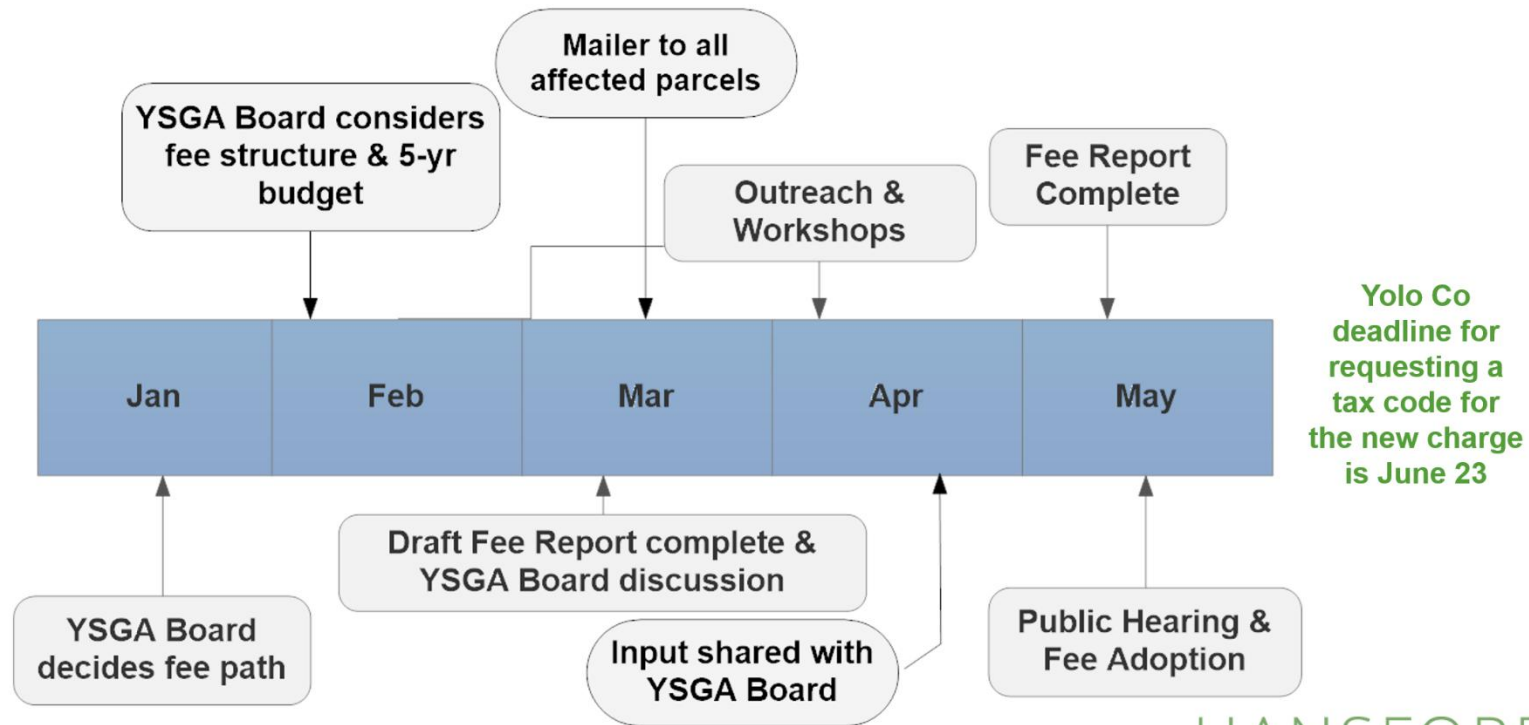 Mailer to all
affected parcels
YSGA Board considers
fee structure & 5-yr
budget
Outreach &
Workshops
Fee Report
Complete
Jan
Feb
Mar
Apr
May
Yolo Co
deadline for
requesting a
tax code for
the new charge
is June 23
YSGA Board
decides fee path
Draft Fee Report complete &
YSGA Board discussion
Input shared with
YSGA Board
Public Hearing &
Fee Adoption